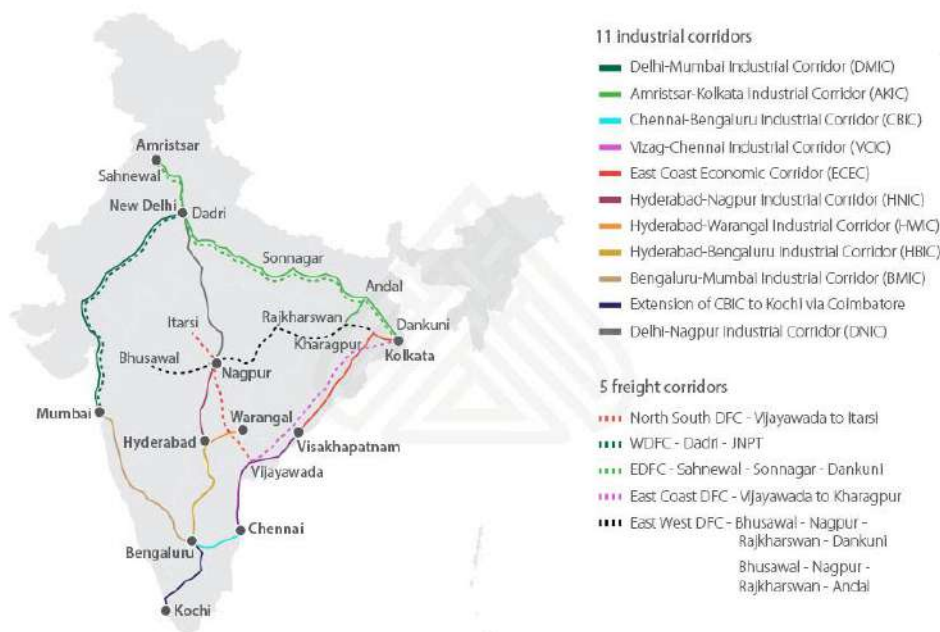 11 industrial corridors
Delhi-Mumbai Industrial Corridor (DMIC)
Amristsar-Kolkata Industrial Corridor (AKIC)
Chennai-Bengaluru Industrial Corridor (CBIC)
Vizag-Chennai Industrial Corridor (VCIC)
East Coast Economic Corridor (ECEC)
Hyderabad-Nagpur Industrial Corridor (HNIC)
Hyderabad-Warangal Industrial Corridor (HWIC)
Hyderabad-Bengaluru Industrial Corridor (HBIC)
Bengaluru-Mumbai Industrial Corridor (BMIC)
Extension of CBIC to Kochi via Coimbatore
Delhi-Nagpur Industrial Corridor (DNIC)
5 freight corridors
North South DFC - Vijayawada to Itarsi
WDFC - Dadri - JNPT
EDFC - Sahnewal - Sonnagar - Dankuni
East Coast DFC - Vijayawada to Kharagpur
East West DFC - Bhusawal - Nagpur -
Rajkharswan - Dankuni
Bhusawal - Nagpur -
Rajkharswan - Andal
Amristsar
Sahnewal
New Delhi
Dadri
Sonnagar
Andal
Itarsi
Rajkharswan
Dankuni
Bhusawal
Kharagpur
Kolkata
Nagpur
Mumbai
Warangal
Hyderabad
Visakhapatnam
Vijayawada
Chennai
Bengaluru
Kochi